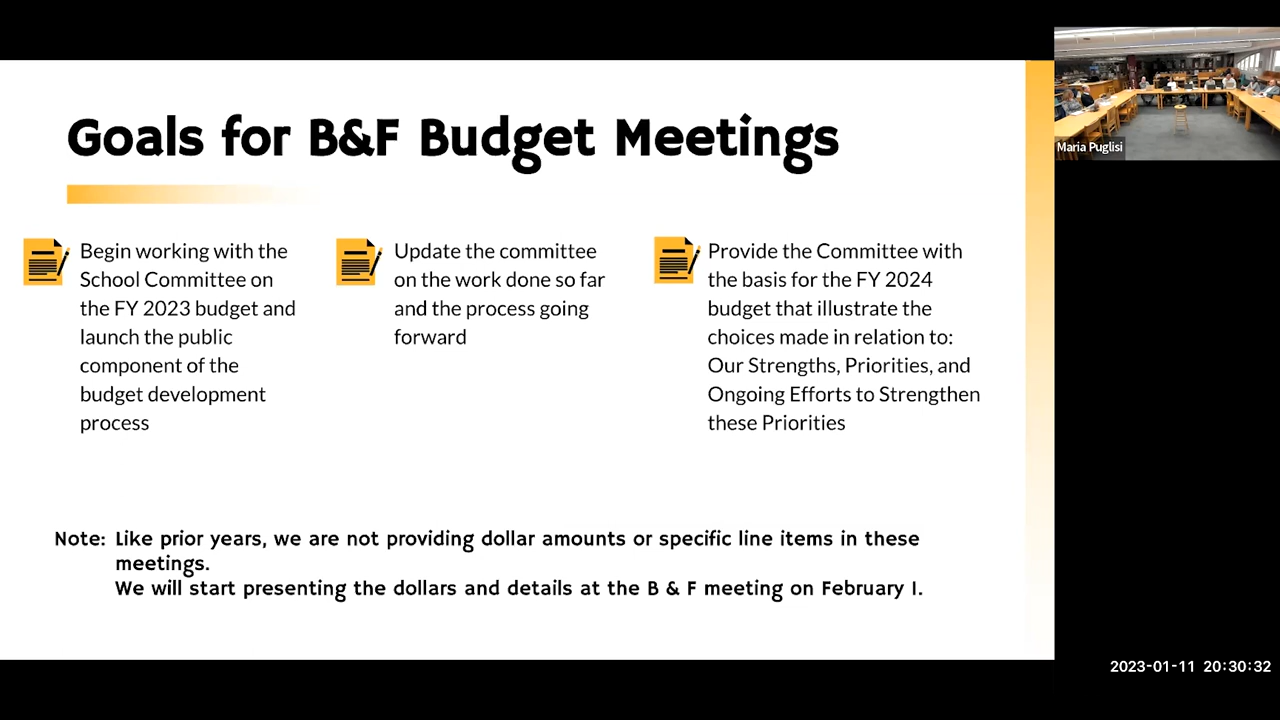 Goals for B&F Budget Meetings
Begin working with the
School Committee on
the FY 2023 budget and
launch the public
component of the
budget development
process
Update the committee
on the work done so far
and the process going
forward
Provide the Committee with
the basis for the FY 2024
budget that illustrate the
choices made in relation to:
Our Strengths, Priorities, and
Ongoing Efforts to Strengthen
these Priorities
Note: Like prior years, we are not providing dollar amounts or specific line items in these
meetings.
We will start presenting the dollars and details at the B & F meeting on February 1.
Maria Puglisi
2023-01-11 20:30:32